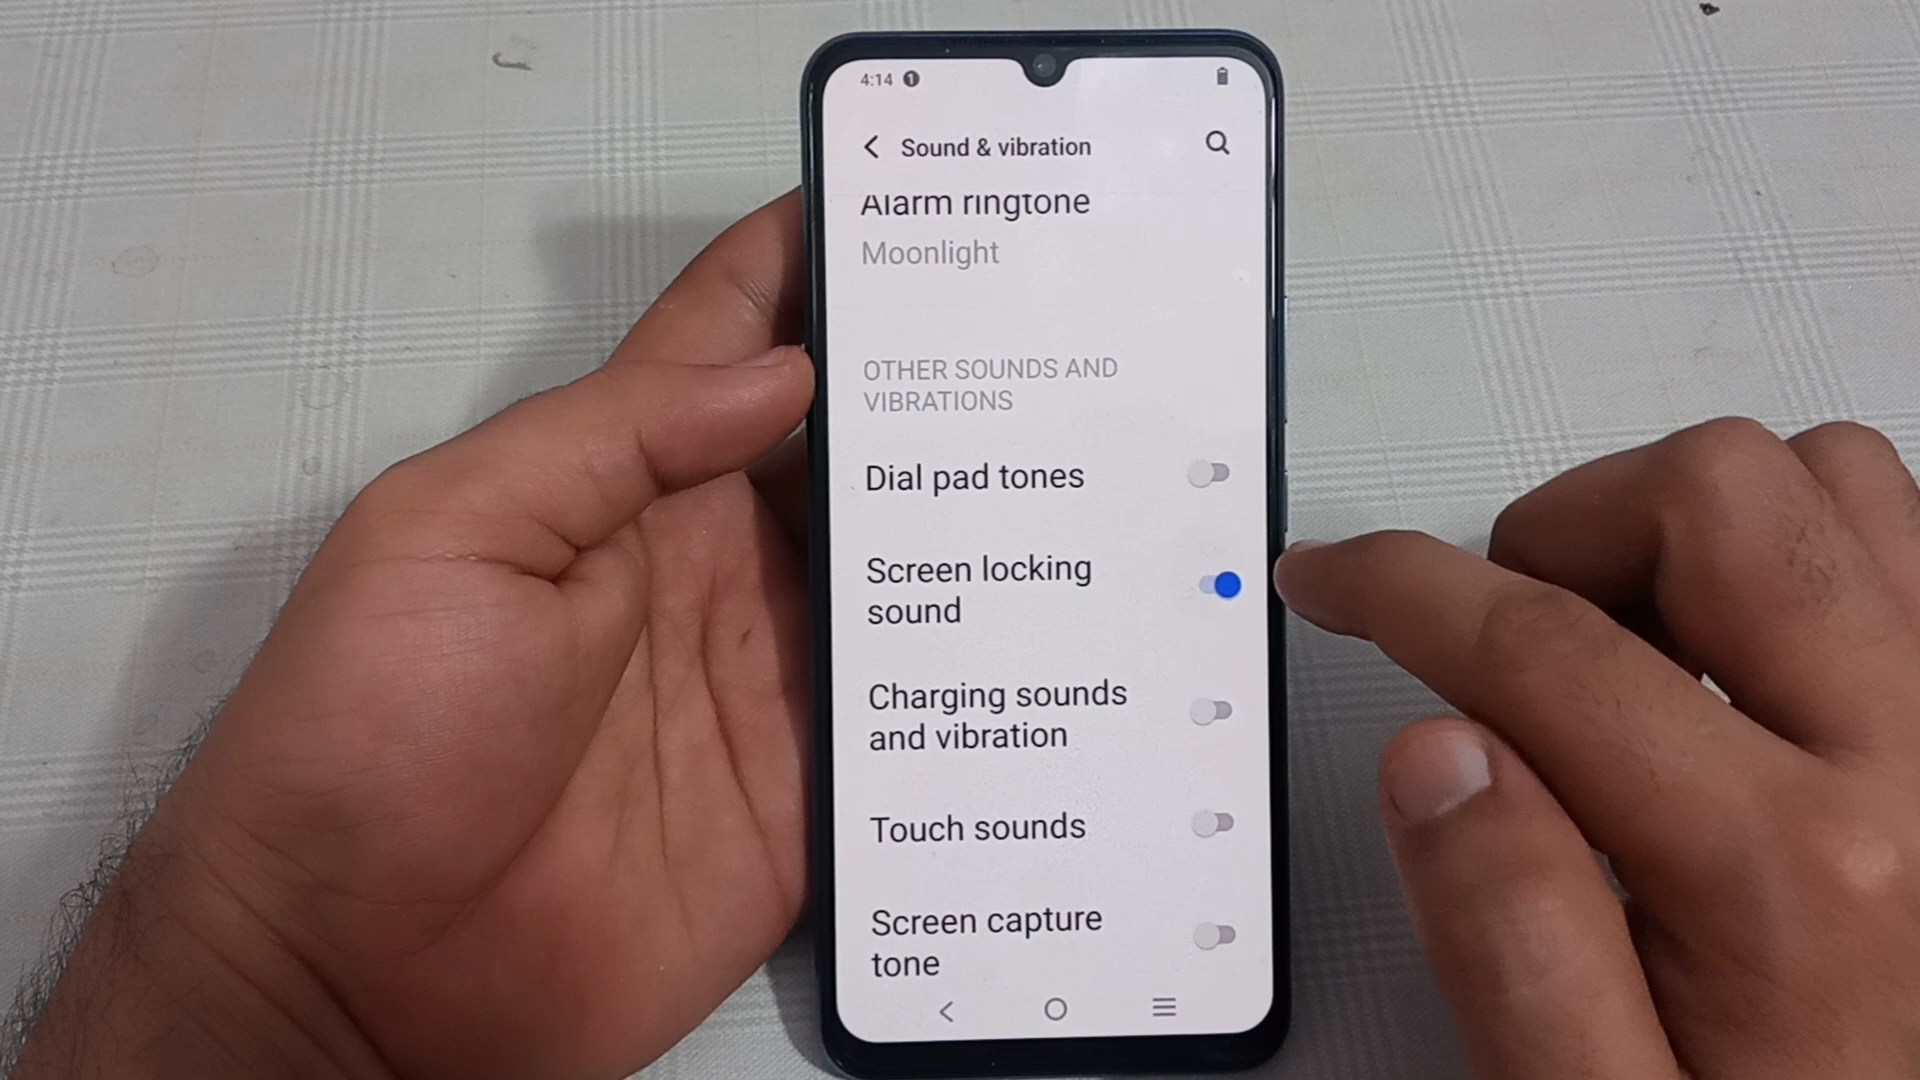 4:14 1
Sound & vibration
Alarm ringtone
Moonlight
OTHER SOUNDS AND
VIBRATIONS
Dial pad tones
Screen locking
sound
Charging sounds
and vibration
Touch sounds
Screen capture
tone